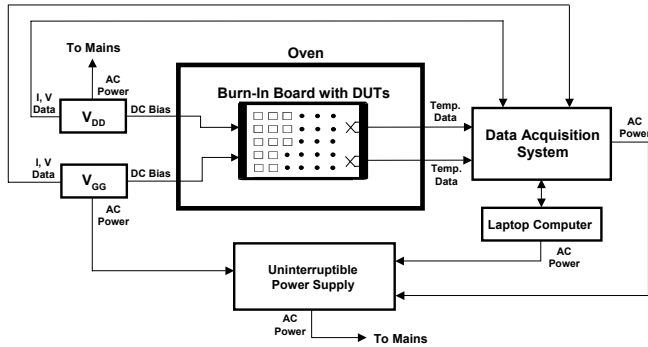 To Mains
Oven
AC
Power
Burn-In Board with DUTs
I, V
Data
V_DD
DC Bias
Temp.
Data
Data Acquisition
System
AC
Power
I, V
Data
V_GG
DC Bias
Temp.
Data
AC
Power
Laptop Computer
AC
Power
Uninterruptible
Power Supply
AC
Power
To Mains